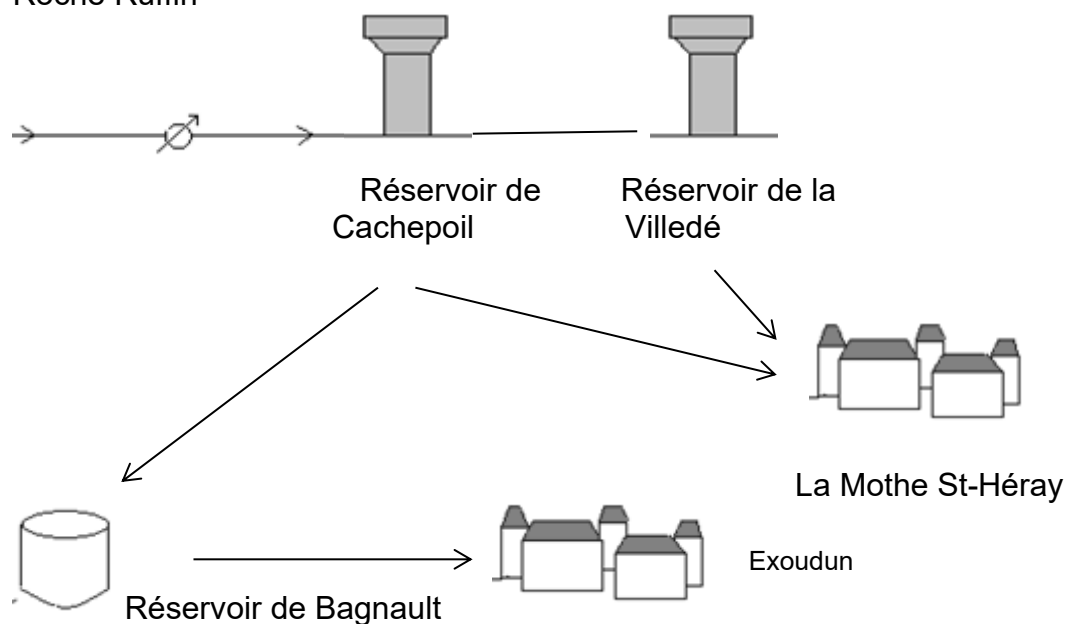 Réservoir de
Cachepoil
Réservoir de la
Villedé
La Mothe St-Héray
Exoudun
Réservoir de Bagnault